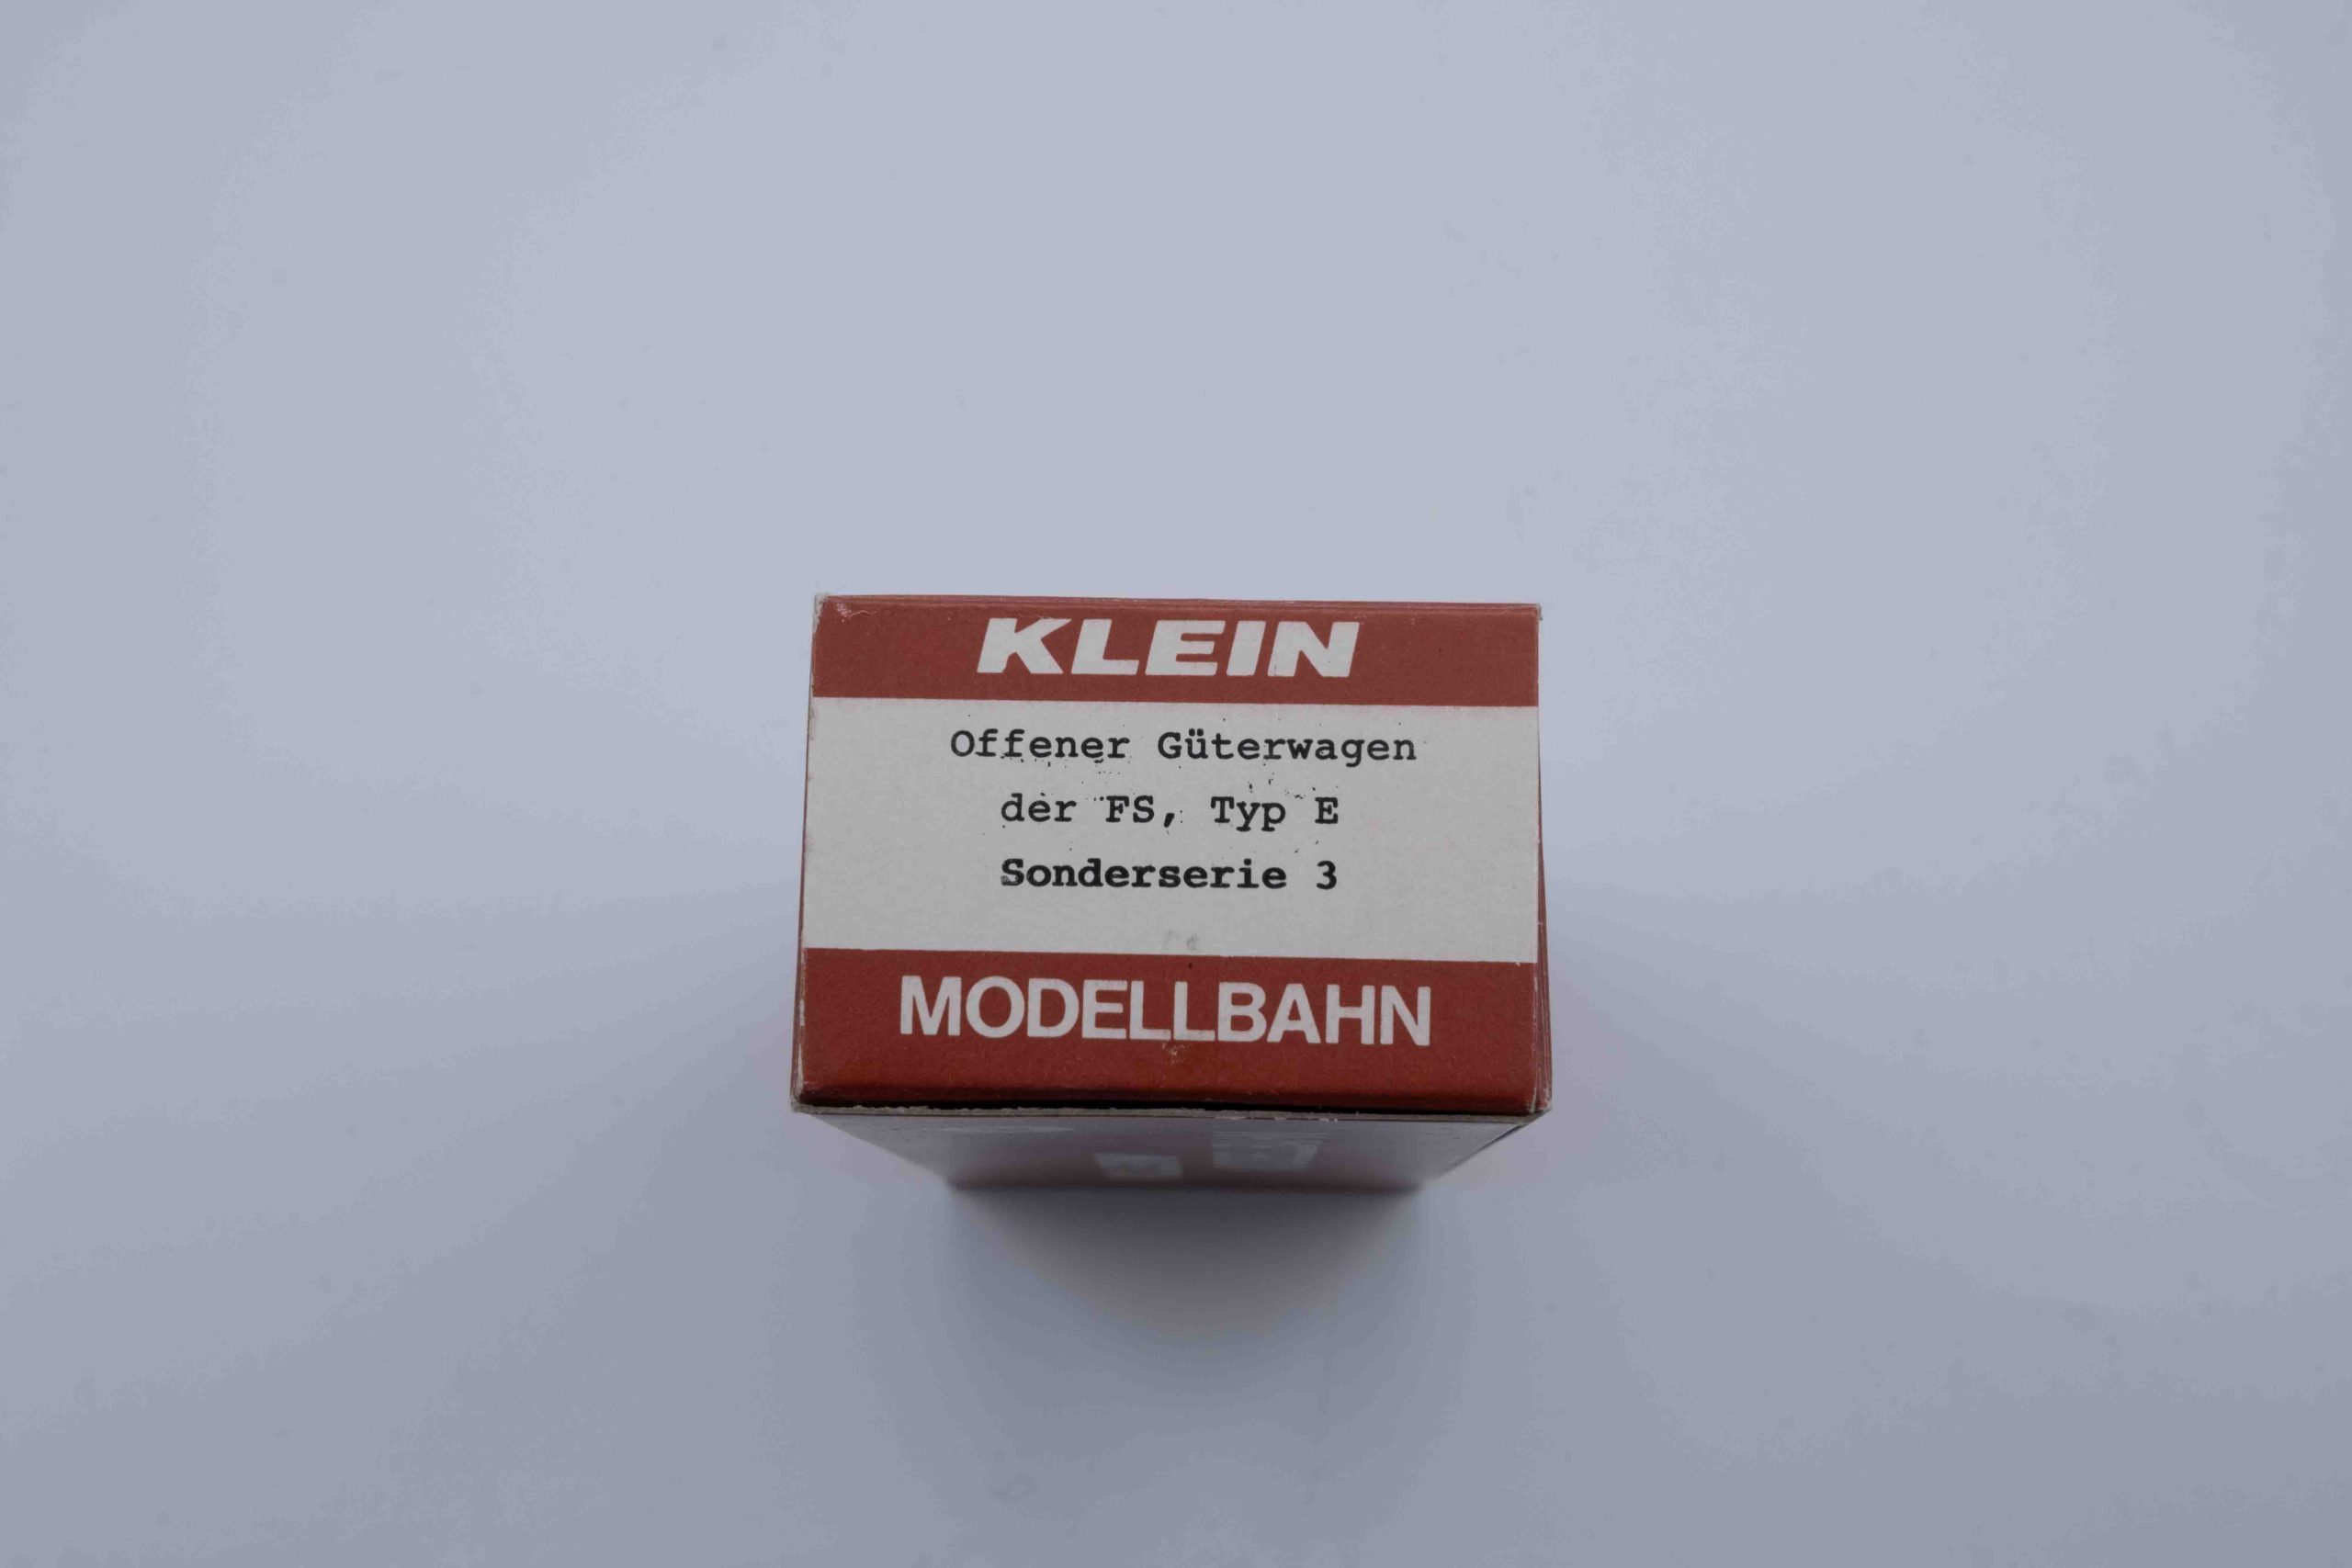 KLEIN
Offener Güterwagen
der FS, Typ E
Sonderserie 3
MODELLBAHN